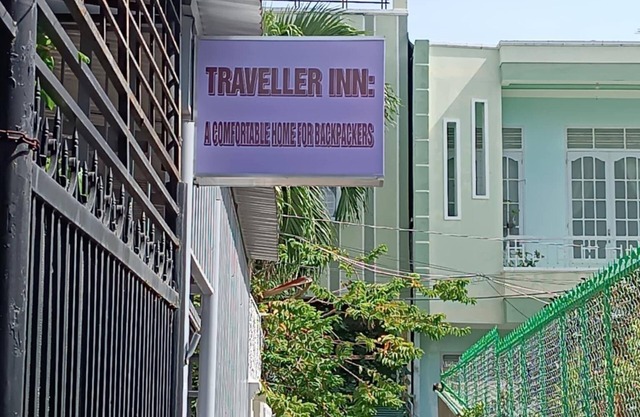 TRAVELLER INN:
A COMFORTABLE HOME FOR BACKPACKERS